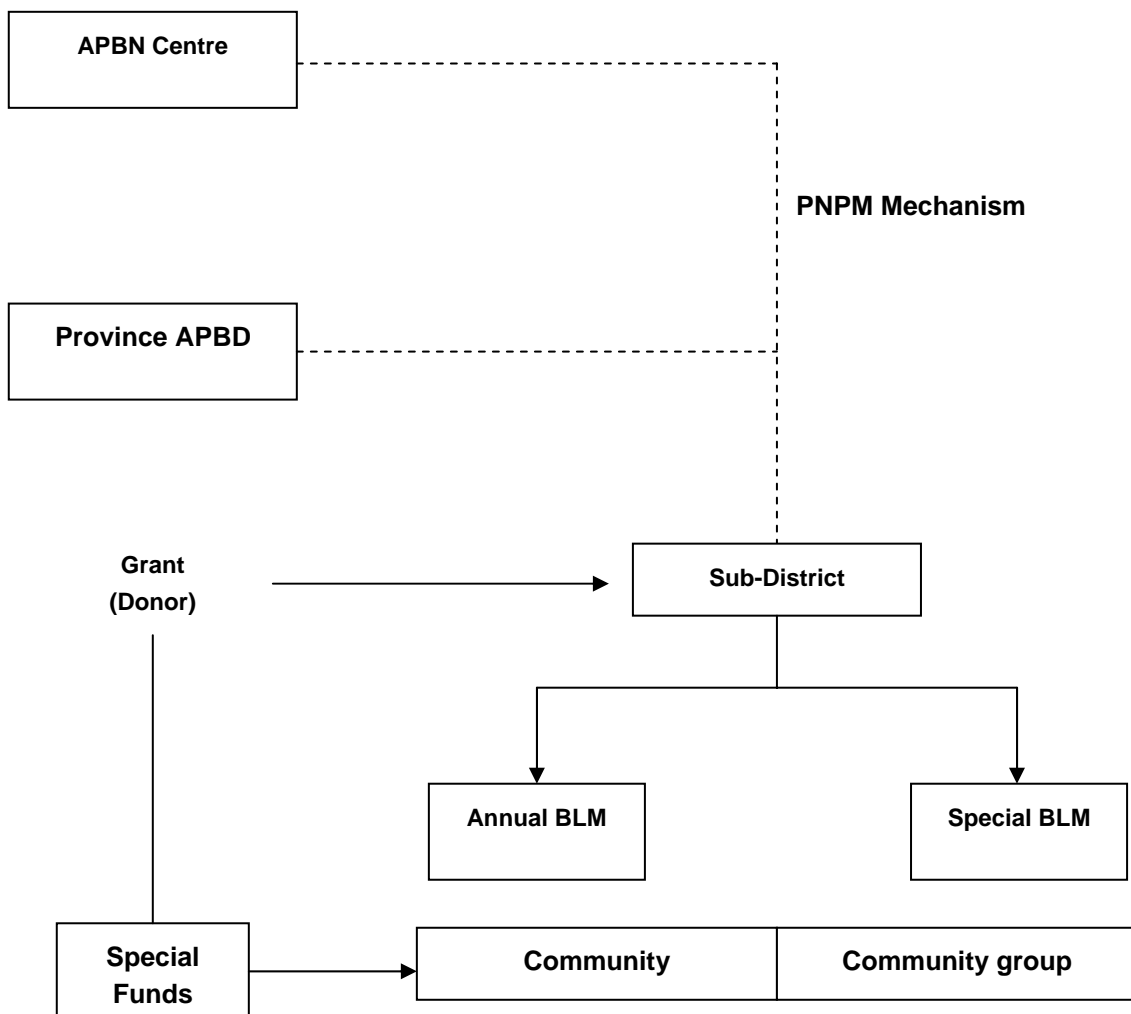 APBN Centre
PNPM Mechanism
Province APBD
Grant
(Donor)
Sub-District
Annual BLM
Special BLM
Special
Funds
Community
Community group